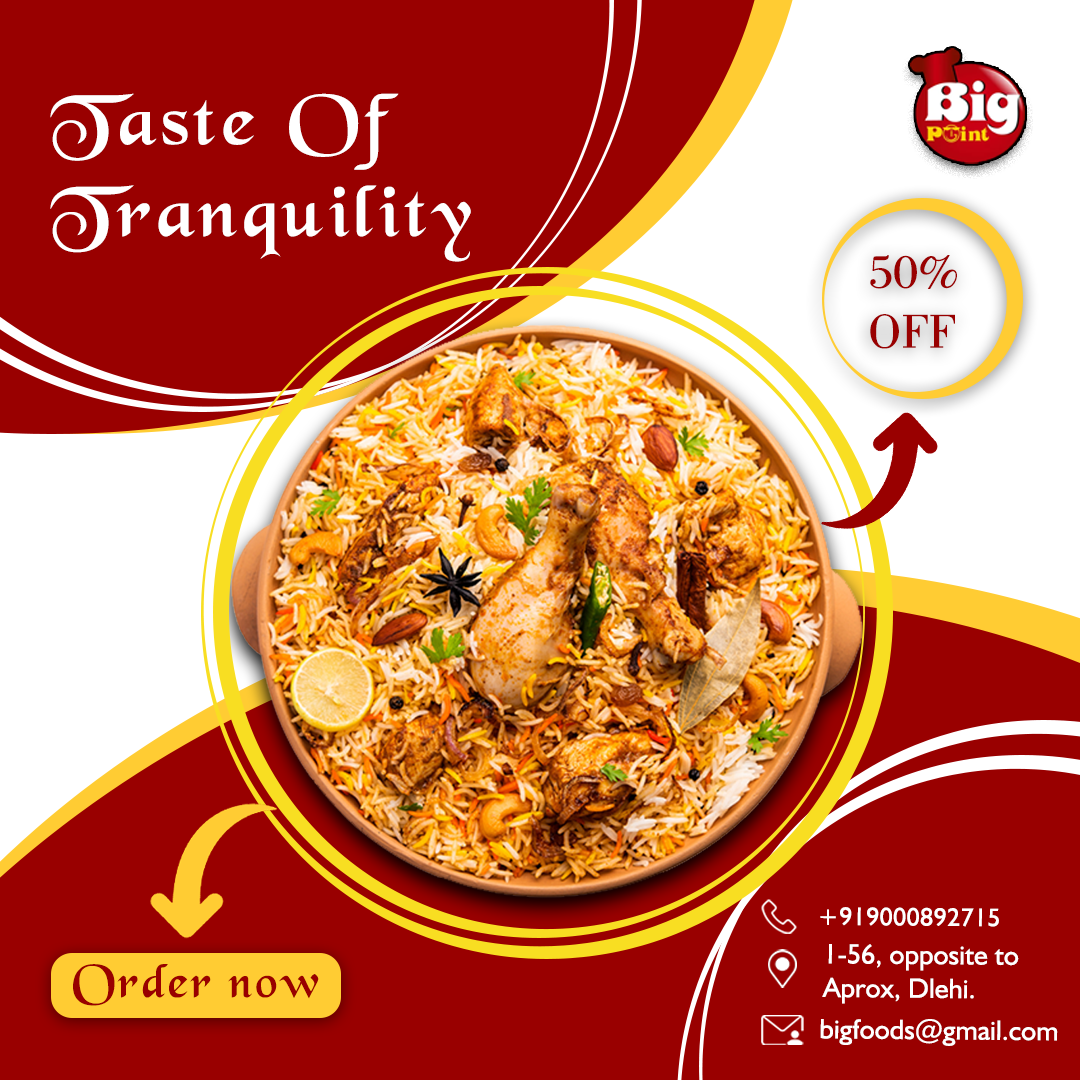 Taste Of
Tranquility
Big
Point
50%
OFF
Order now
+919000892715
1-56, opposite to
Aprox, Dlehi.
bigfoods@gmail.com